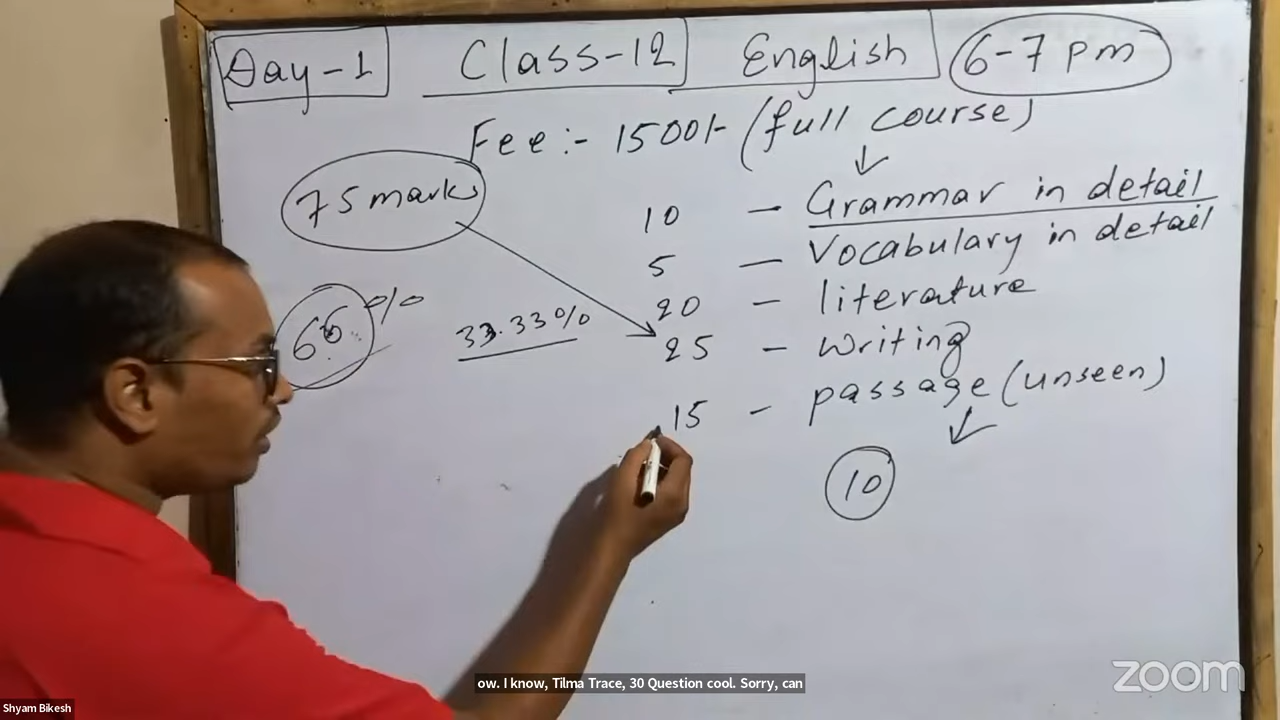 Day-1 Class-12 English 6-7 pm
Fee:- 1500/- (full course)
75 marks
10 - Grammar in detail
5 - Vocabulary in detail
20 - literature
66% 33.33% 25 - writing
15 - passage (unseen)
10
zoom
ow. I know, Tilma Trace, 30 Question cool. Sorry, can
Shyam Bikesh